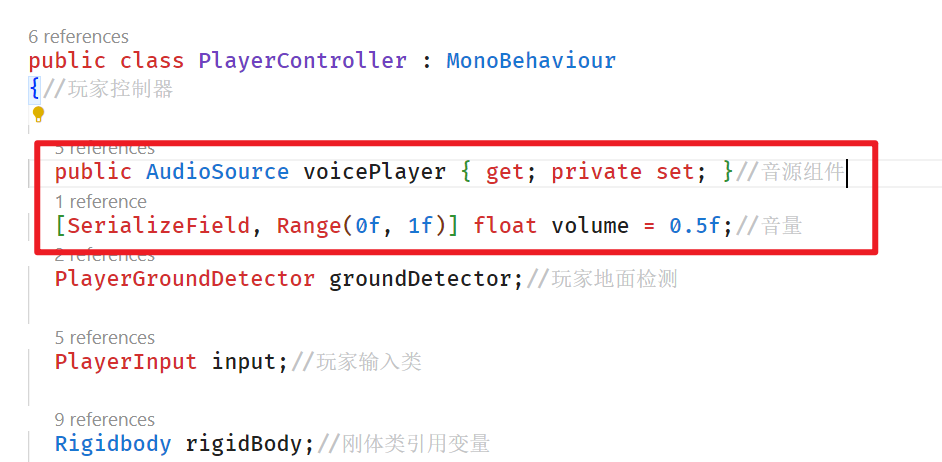 6 references
public class PlayerController : MonoBehaviour
{//玩家控制器
5 references
public AudioSource voicePlayer { get; private set; }//音源组件
1 reference
[SerializeField, Range(0f, 1f)] float volume = 0.5f;//音量
2 references
PlayerGroundDetector groundDetector;//玩家地面检测
5 references
PlayerInput input;//玩家输入类
9 references
Rigidbody rigidBody;//刚体类引用变量